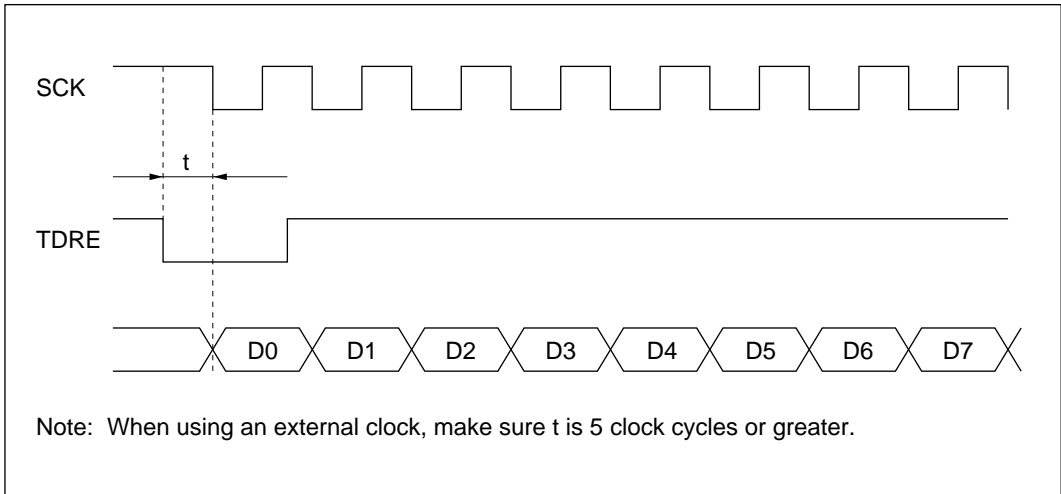 SCK
t
TDRE
D0 D1 D2 D3 D4 D5 D6 D7
Note: When using an external clock, make sure t is 5 clock cycles or greater.